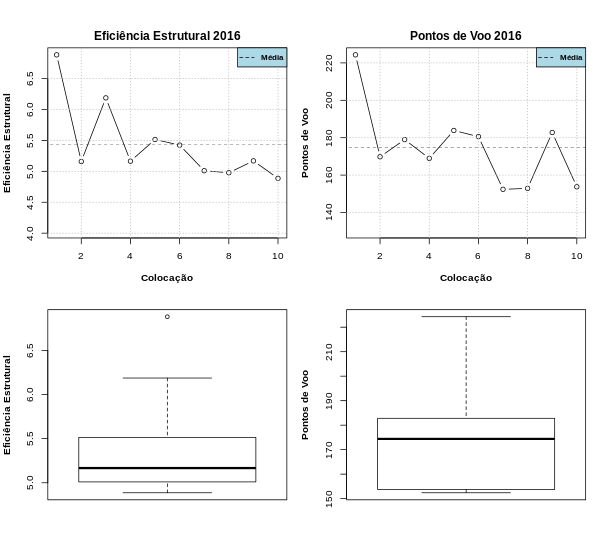 Eficiência Estrutural 2016
Média
Eficiência Estrutural
6.5
6.0
5.5
5.0
4.5
4.0
2 4 6 8 10
Colocação
Pontos de Voo 2016
Média
Pontos de Voo
220
200
180
160
140
2 4 6 8 10
Colocação
Eficiência Estrutural
6.5
6.0
5.5
5.0
Pontos de Voo
210
190
170
150